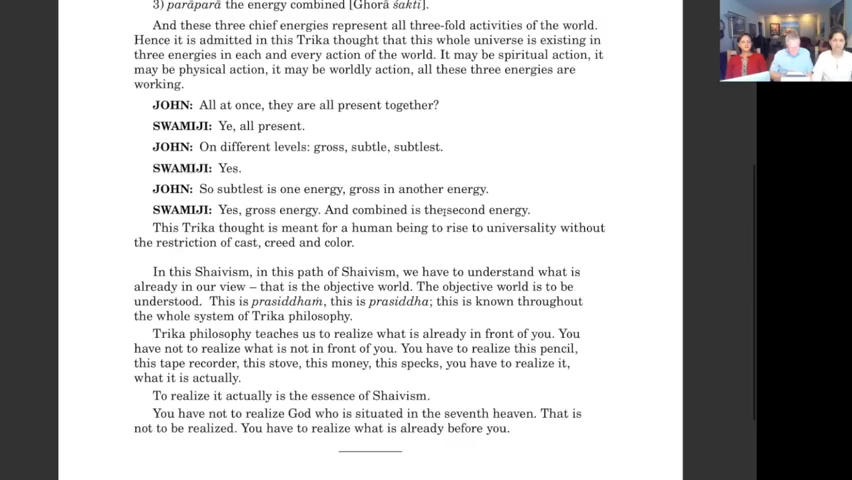 3) parāparā the energy combined [Ghorā śakti].
And these three chief energies represent all three-fold activities of the world.
Hence it is admitted in this Trika thought that this whole universe is existing in
three energies in each and every action of the world. It may be spiritual action, it
may be physical action, it may be worldly action, all these three energies are
working.
JOHN: All at once, they are all present together?
SWAMIJI: Ye, all present.
JOHN: On different levels: gross, subtle, subtlest.
SWAMIJI: Yes.
JOHN: So subtlest is one energy, gross in another energy.
SWAMIJI: Yes, gross energy. And combined is the second energy.
This Trika thought is meant for a human being to rise to universality without
the restriction of cast, creed and color.
In this Shaivism, in this path of Shaivism, we have to understand what is
already in our view – that is the objective world. The objective world is to be
understood. This is prasiddhaṁ, this is prasiddha; this is known throughout
the whole system of Trika philosophy.
Trika philosophy teaches us to realize what is already in front of you. You
have not to realize what is not in front of you. You have to realize this pencil,
this tape recorder, this stove, this money, this specks, you have to realize it,
what it is actually.
To realize it actually is the essence of Shaivism.
You have not to realize God who is situated in the seventh heaven. That is
not to be realized. You have to realize what is already before you.